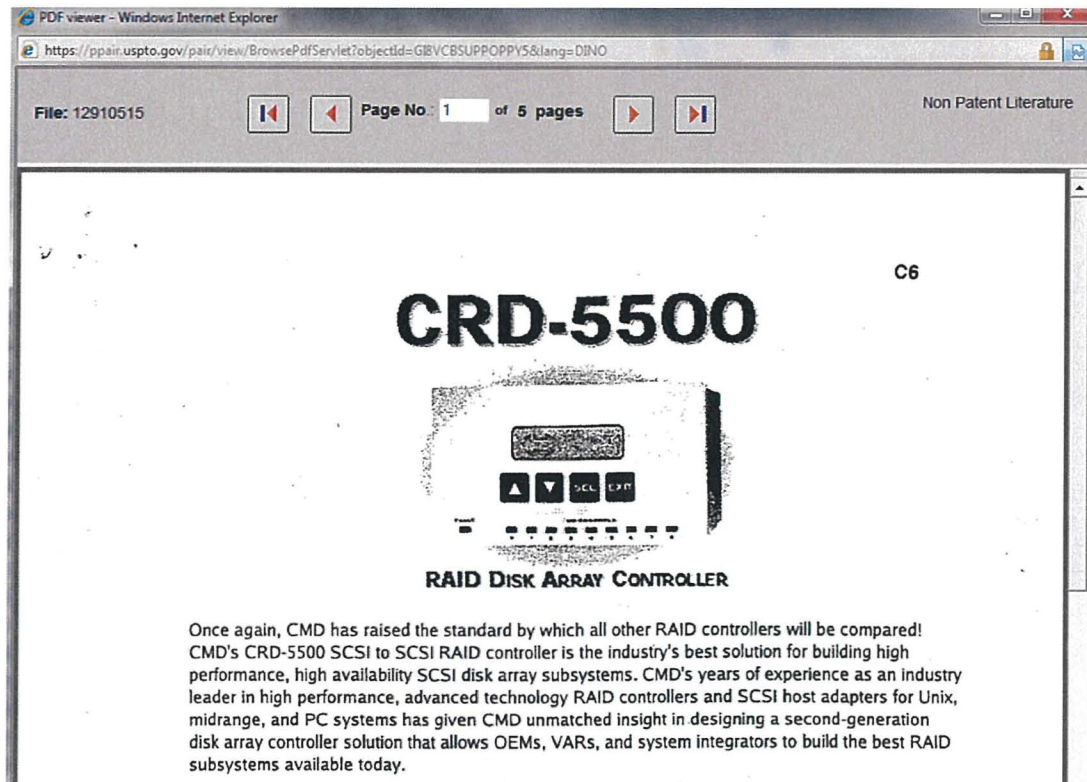 PDF viewer - Windows Internet Explorer
https://ppair.uspto.gov/pair/view/BrowsePdfServlet?objectId=GI8VCBSUPPOPPY5&lang=DINO
File: 12910515
Page No.: 1 of 5 pages
Non Patent Literature
C6
CRD-5500
SEL EXIT
RAID DISK ARRAY CONTROLLER
Once again, CMD has raised the standard by which all other RAID controllers will be compared!
CMD's CRD-5500 SCSI to SCSI RAID controller is the industry's best solution for building high
performance, high availability SCSI disk array subsystems. CMD's years of experience as an industry
leader in high performance, advanced technology RAID controllers and SCSI host adapters for Unix,
midrange, and PC systems has given CMD unmatched insight in designing a second-generation
disk array controller solution that allows OEMs, VARs, and system integrators to build the best RAID
subsystems available today.